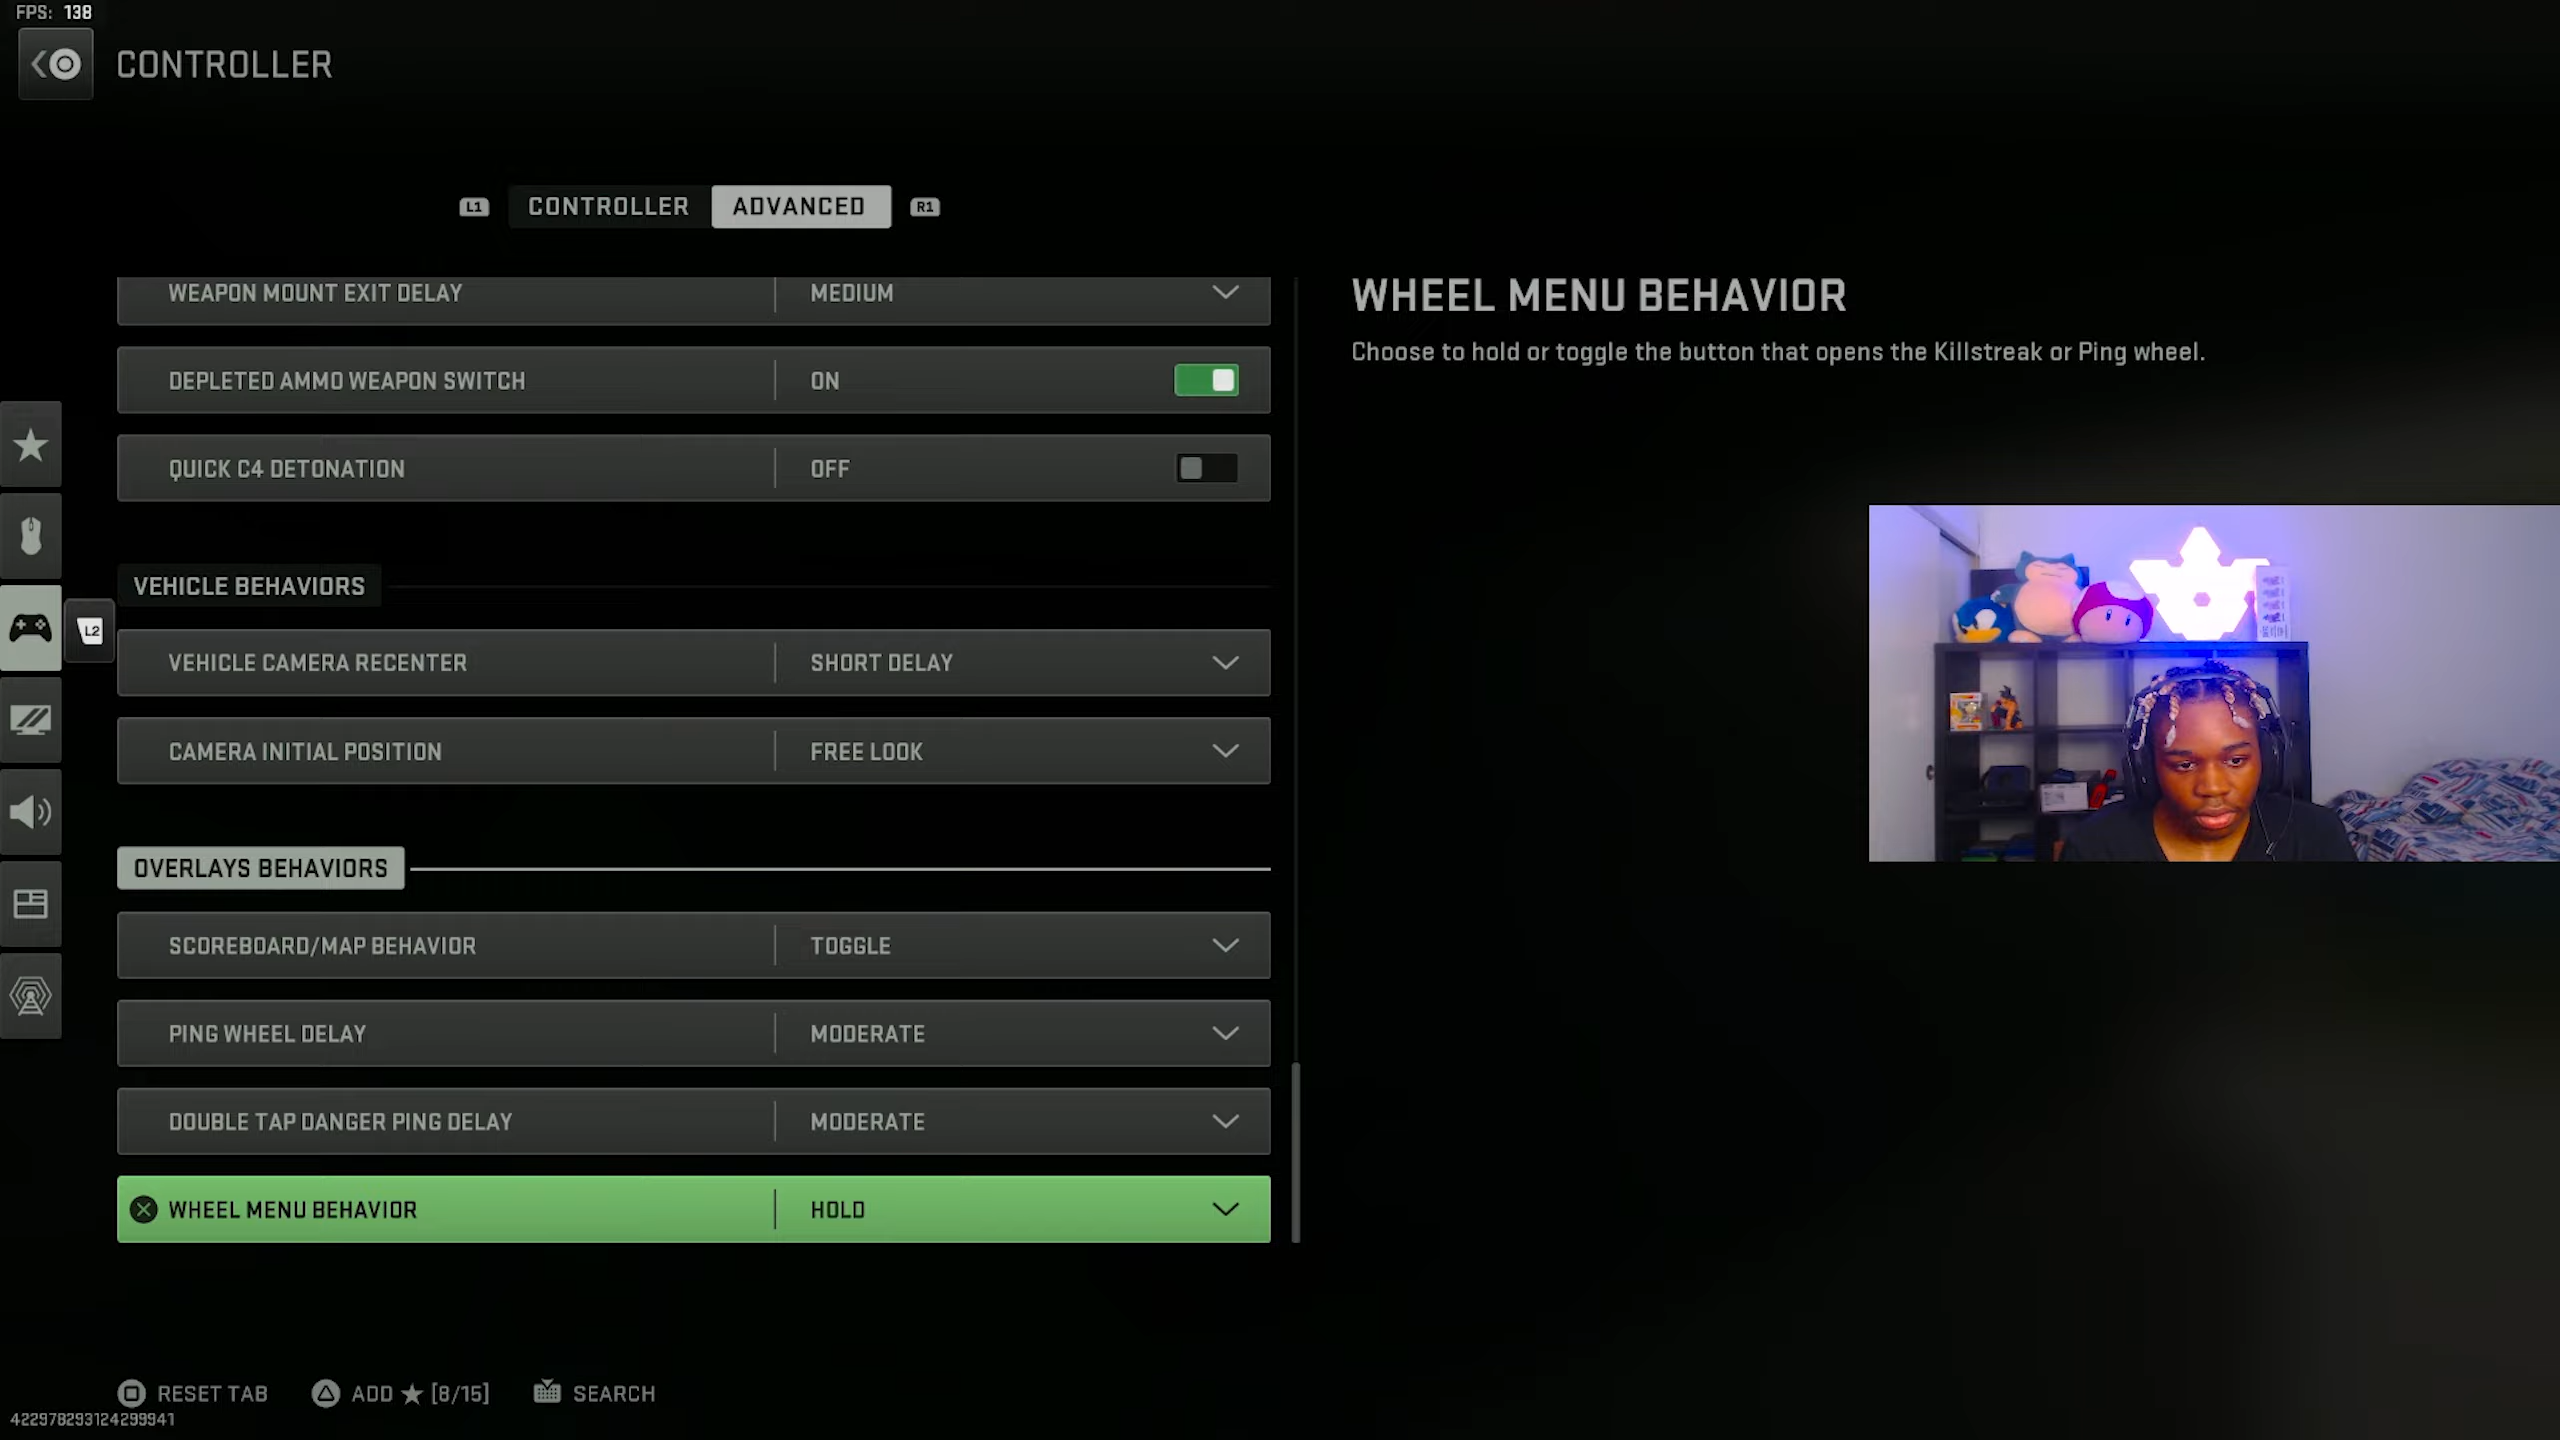 FPS: 138
CONTROLLER
L1 CONTROLLER ADVANCED R1
WEAPON MOUNT EXIT DELAY MEDIUM
DEPLETED AMMO WEAPON SWITCH ON
QUICK C4 DETONATION OFF
VEHICLE BEHAVIORS
L2
VEHICLE CAMERA RECENTER SHORT DELAY
CAMERA INITIAL POSITION FREE LOOK
OVERLAYS BEHAVIORS
SCOREBOARD/MAP BEHAVIOR TOGGLE
PING WHEEL DELAY MODERATE
DOUBLE TAP DANGER PING DELAY MODERATE
WHEEL MENU BEHAVIOR HOLD
WHEEL MENU BEHAVIOR
Choose to hold or toggle the button that opens the Killstreak or Ping wheel.
RESET TAB ADD ★ [8/15] SEARCH
422978293124299941